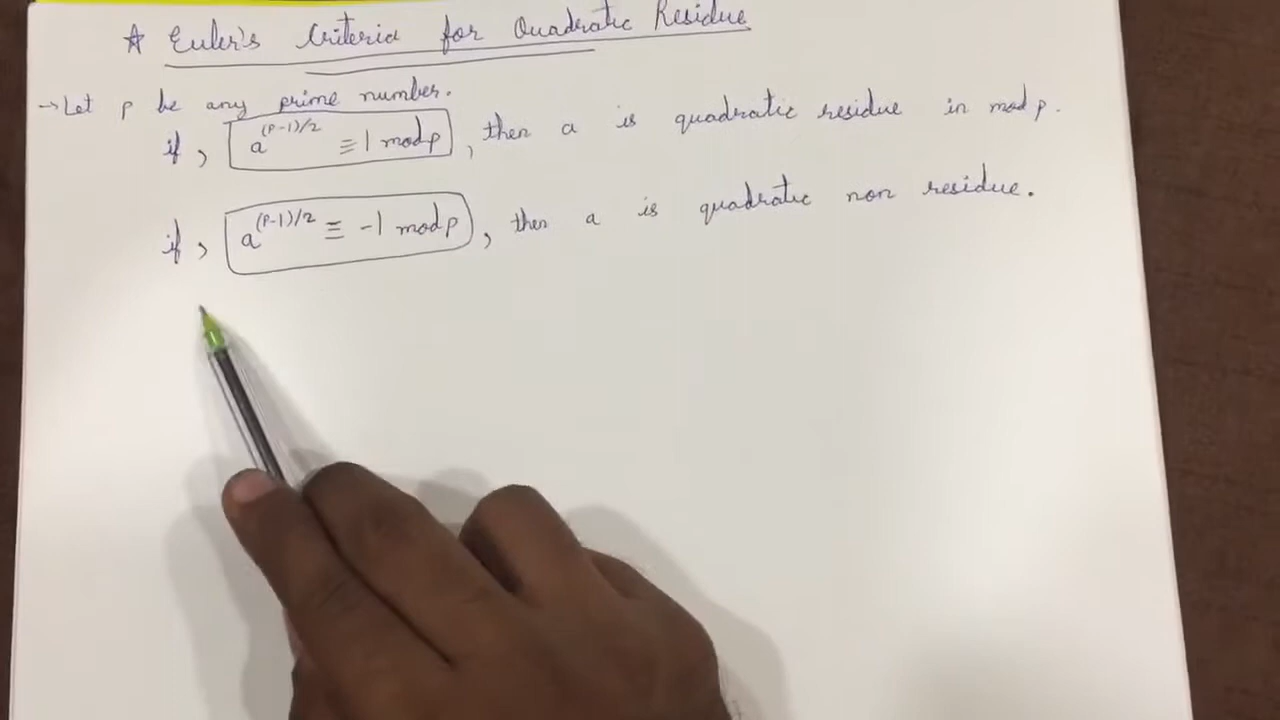 ☆ Euler's Criteria for Quadratic Residue
→ Let p be any prime number.
if, a^(P-1)/2 ≡ 1 mod p, then a is quadratic residue in mod p.
if, a^(P-1)/2 ≡ -1 mod p, then a is quadratic non residue.